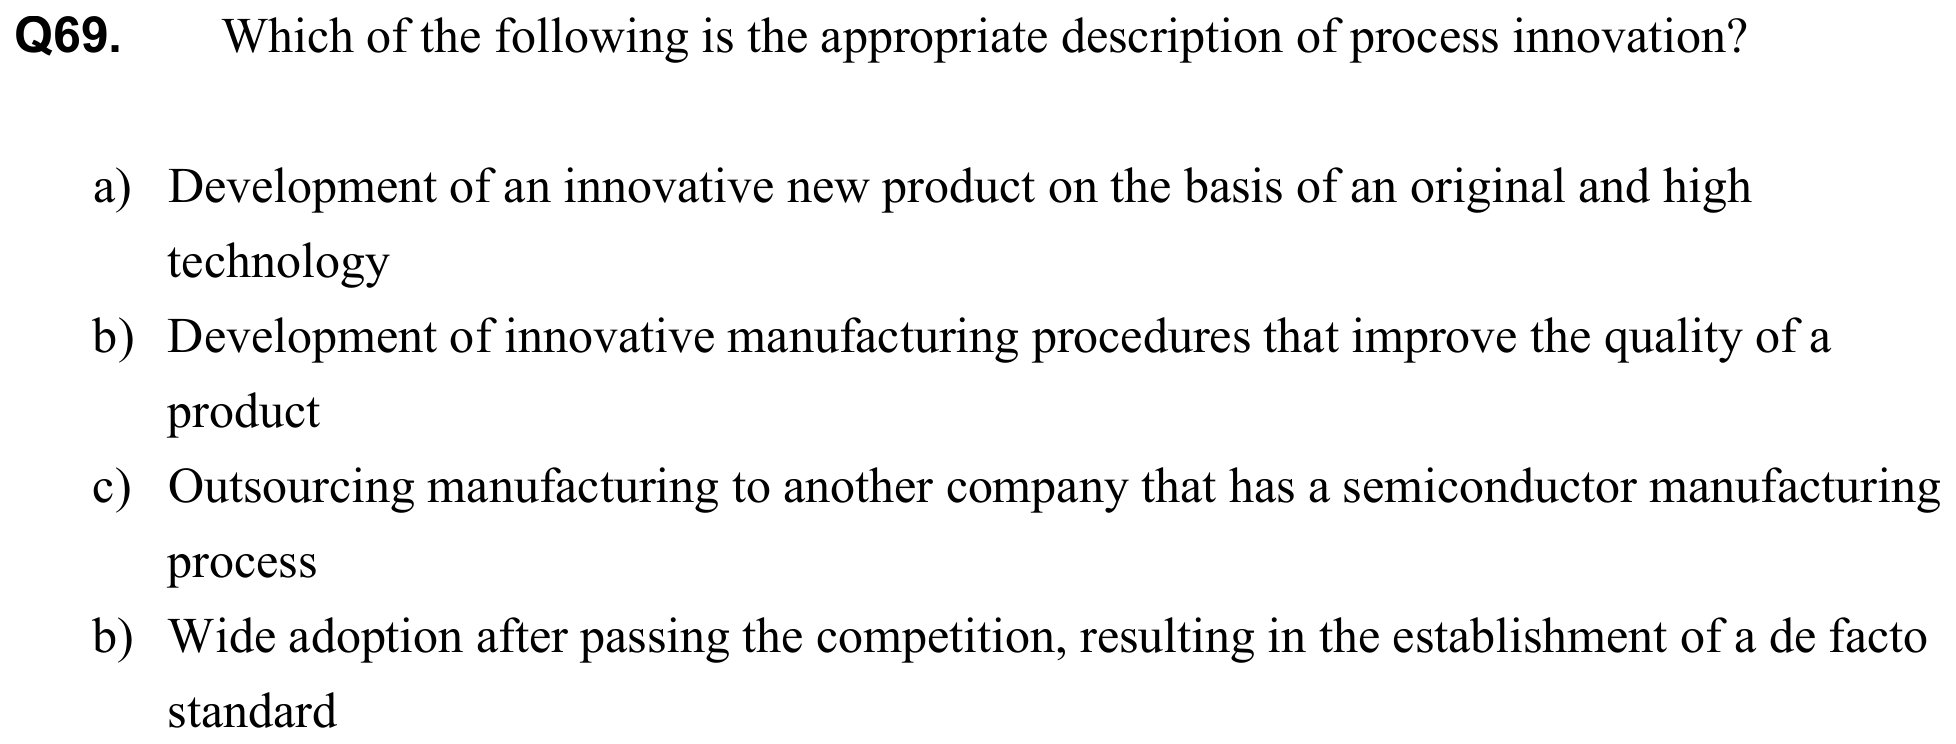 Q69. Which of the following is the appropriate description of process innovation?
a) Development of an innovative new product on the basis of an original and high
technology
b) Development of innovative manufacturing procedures that improve the quality of a
product
c) Outsourcing manufacturing to another company that has a semiconductor manufacturing
process
b) Wide adoption after passing the competition, resulting in the establishment of a de facto
standard